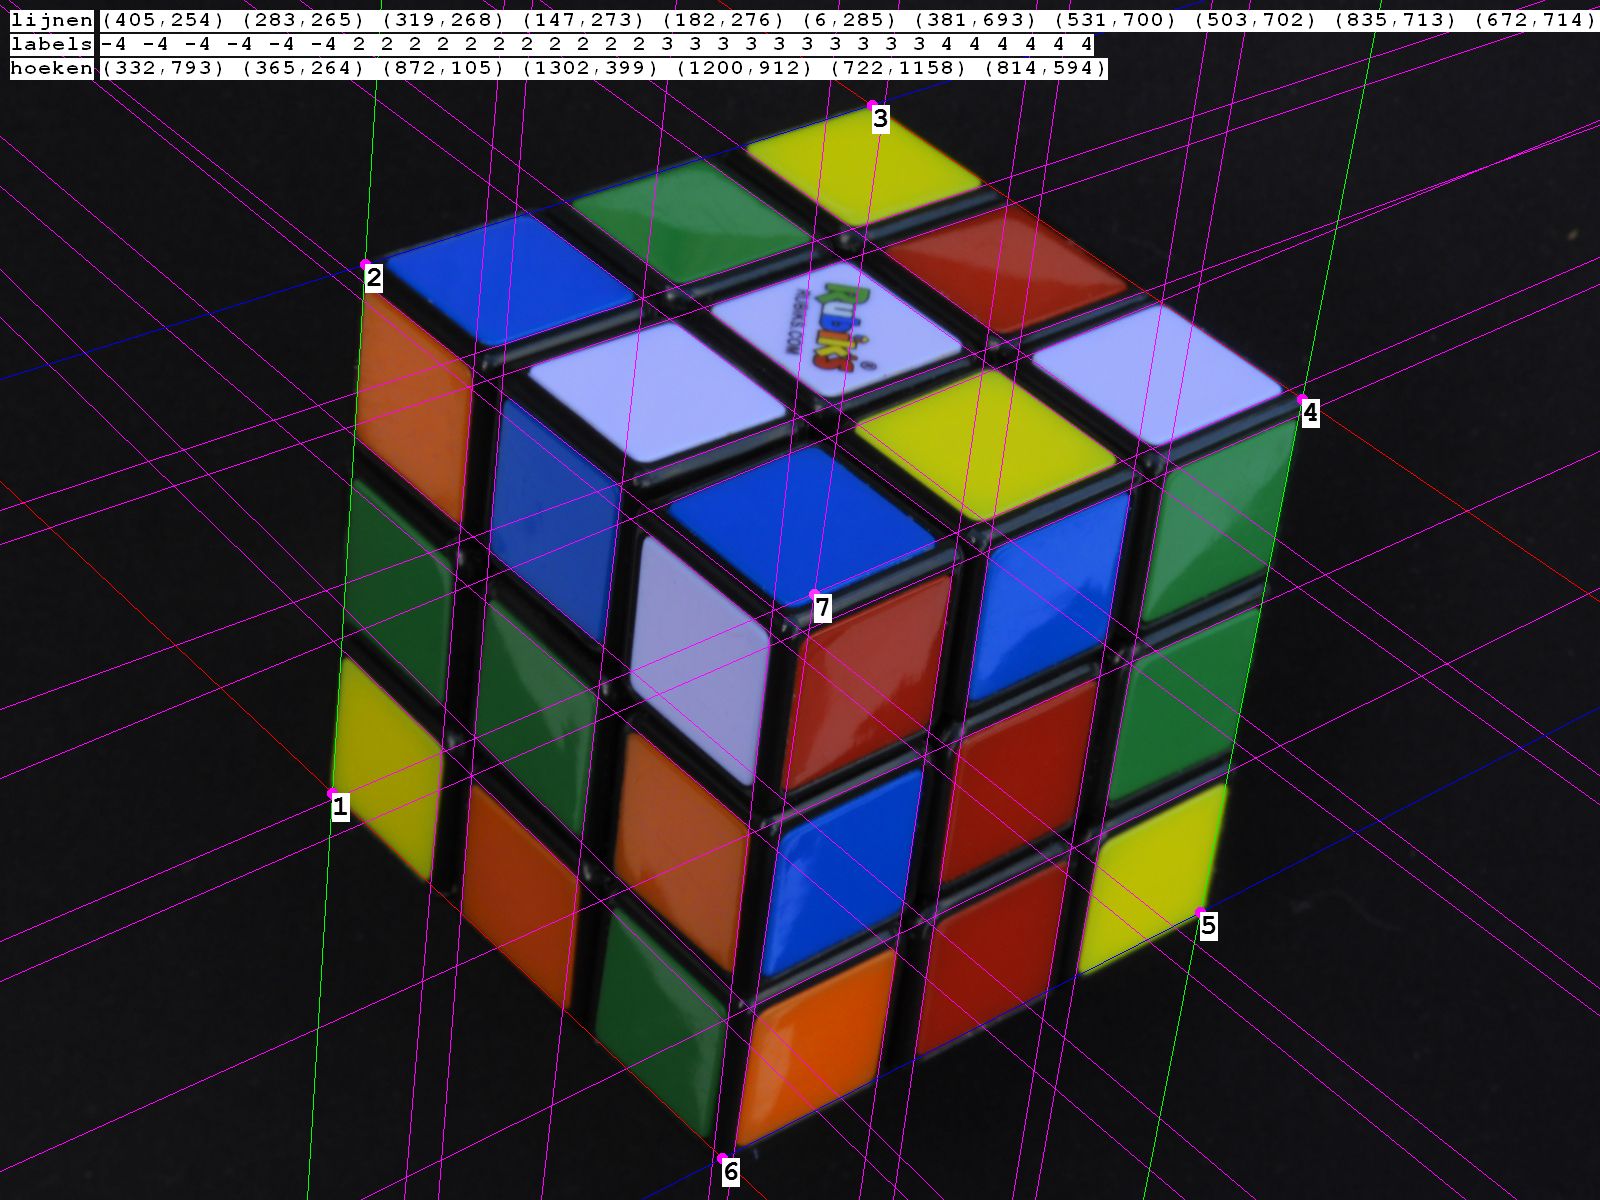 lijnen (405,254) (283,265) (319,268) (147,273) (182,276) (6,285) (381,693) (531,700) (503,702) (835,713) (672,714)
labels -4 -4 -4 -4 -4 -4 2 2 2 2 2 2 2 2 2 2 2 3 3 3 3 3 3 3 3 3 3 4 4 4 4 4 4
hoeken (332,793) (365,264) (872,105) (1302,399) (1200,912) (722,1158) (814,594)
3
2
RUBIK'S®
RUBIKS.COM
4
7
1
5
6